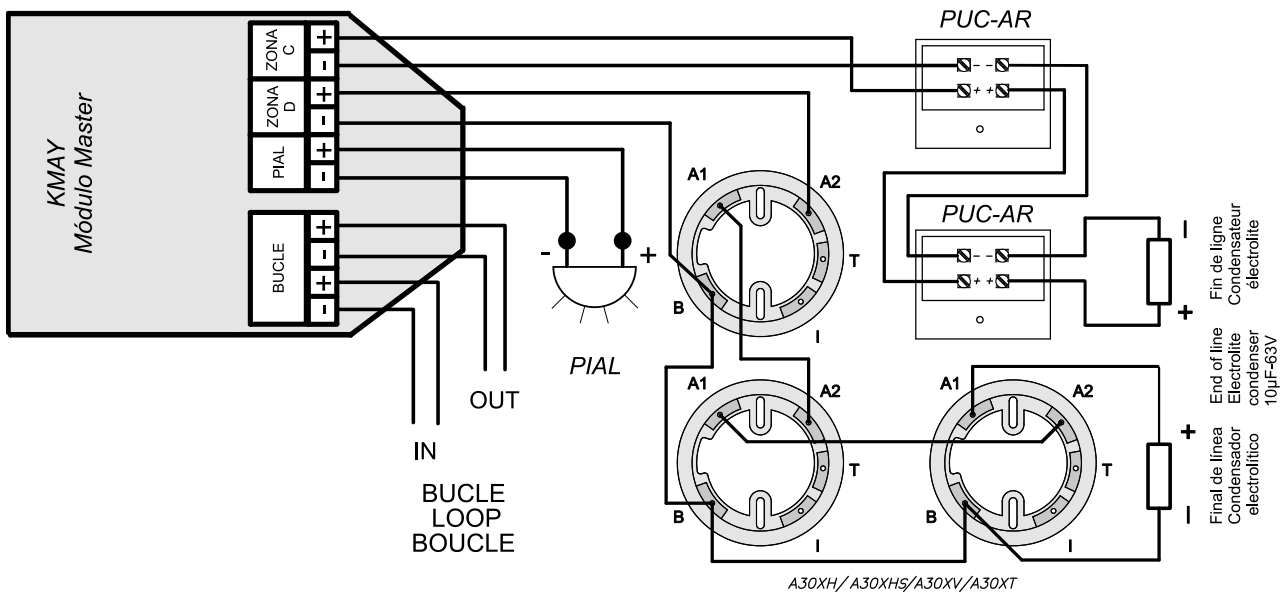 KMAY
Módulo Master
ZONA
C
+
-
ZONA
D
+
-
PIAL
+
-
BUCLE
+
-
+
-
IN
OUT
BUCLE
LOOP
BOUCLE
-
+
PIAL
PUC-AR
- -
+ +
PUC-AR
- -
+ +
A1
A2
T
B
I
A1
A2
T
B
I
A1
A2
T
B
I
-
+
+
-
Fin de ligne
Condensateur
électrolite
End of line
Electrolite
condenser
10µF-63V
Final de línea
Condensador
electrolítico
A30XH/ A30XHS/A30XV/A30XT